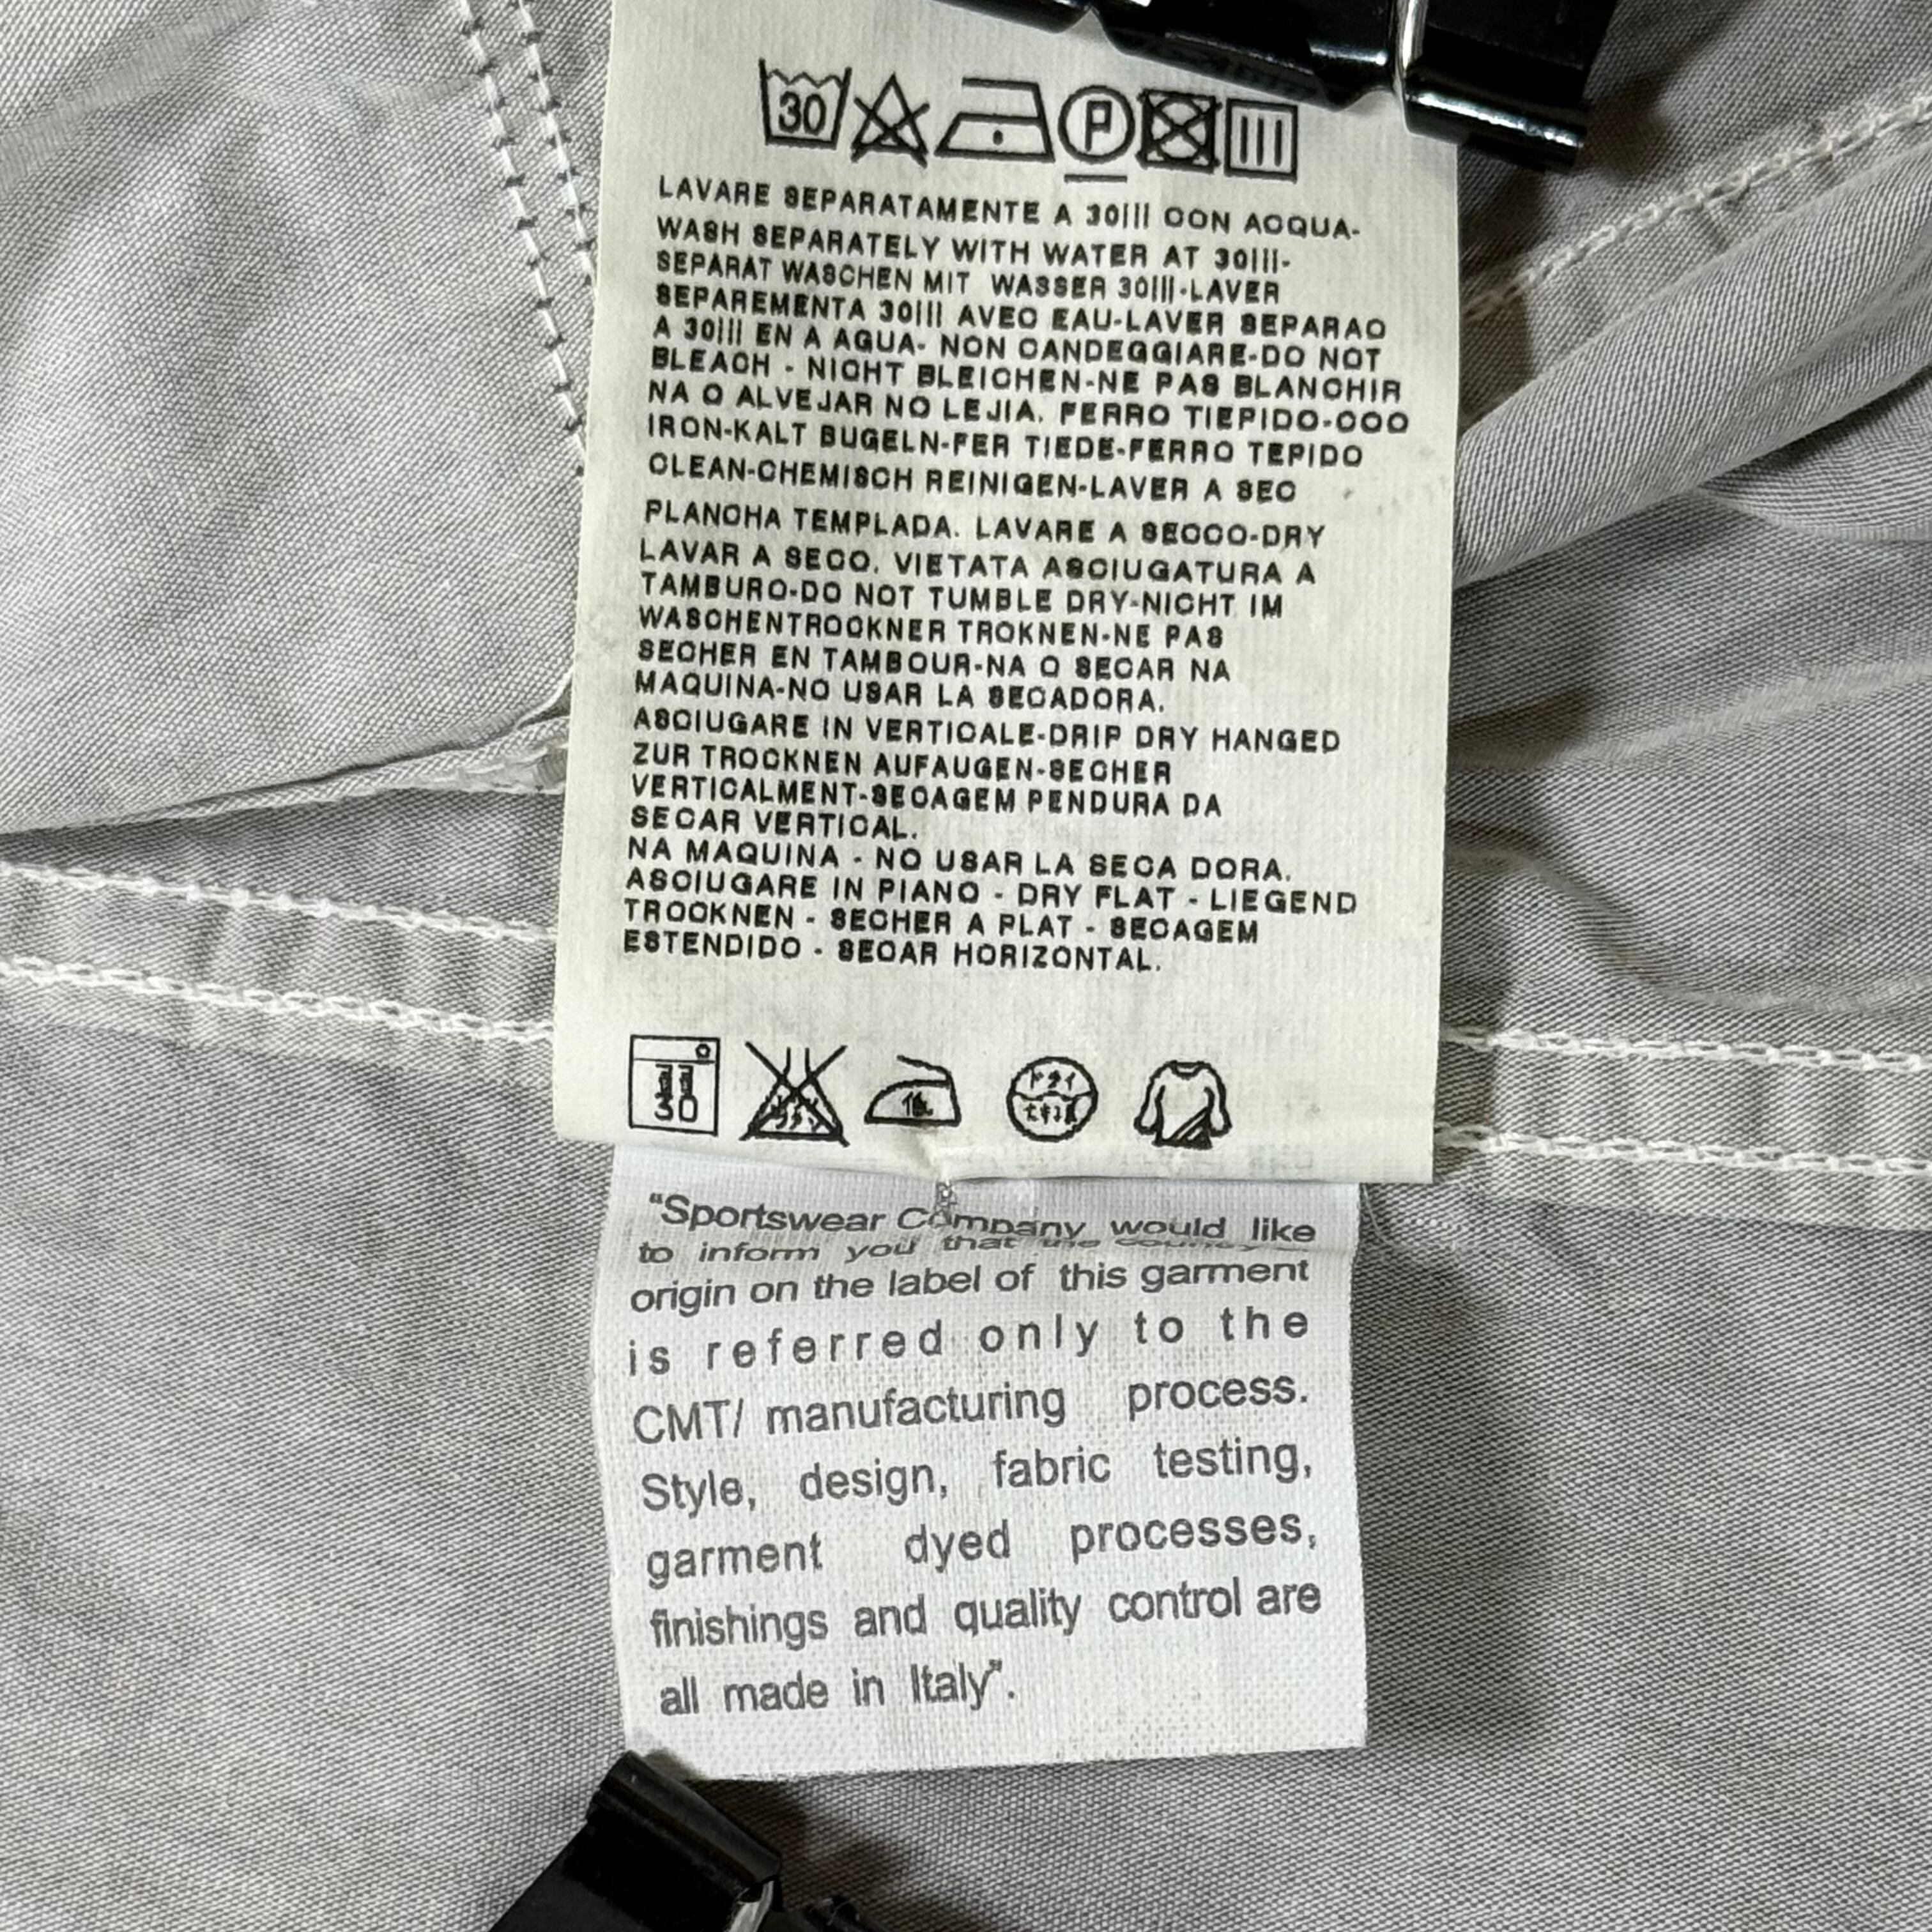 30
P
LAVARE SEPARATAMENTE A 30||| CON ACQUA-
WASH SEPARATELY WITH WATER AT 30|||-
SEPARAT WASCHEN MIT WASSER 30|||-LAVER
SEPAREMENTA 30||| AVEC EAU-LAVER SEPARAO
A 30||| EN A AGUA- NON CANDEGGIARE-DO NOT
BLEACH - NICHT BLEICHEN-NE PAS BLANCHIR
NA O ALVEJAR NO LEJIA. FERRO TIEPIDO-COO
IRON-KALT BUGELN-FER TIEDE-FERRO TEPIDO
CLEAN-CHEMISCH REINIGEN-LAVER A SEC
PLANCHA TEMPLADA. LAVARE A SECCO-DRY
LAVAR A SECO. VIETATA ASCIUGATURA A
TAMBURO-DO NOT TUMBLE DRY-NICHT IM
WASCHENTROCKNER TROKNEN-NE PAS
SECHER EN TAMBOUR-NA O SECAR NA
MAQUINA-NO USAR LA SECADORA.
ASCIUGARE IN VERTICALE-DRIP DRY HANGED
ZUR TROCKNEN AUFAUGEN-SECHER
VERTICALMENT-SECAGEM PENDURA DA
SECAR VERTICAL.
NA MAQUINA - NO USAR LA SECA DORA.
ASCIUGARE IN PIANO - DRY FLAT - LIEGEND
TROCKNEN - SECHER A PLAT - SECAGEM
ESTENDIDO - SECAR HORIZONTAL.
30 低 ドライ
"Sportswear Company would like
to inform you that the
origin on the label of this garment
is referred only to the
CMT/ manufacturing process.
Style, design, fabric testing,
garment dyed processes,
finishings and quality control are
all made in Italy".